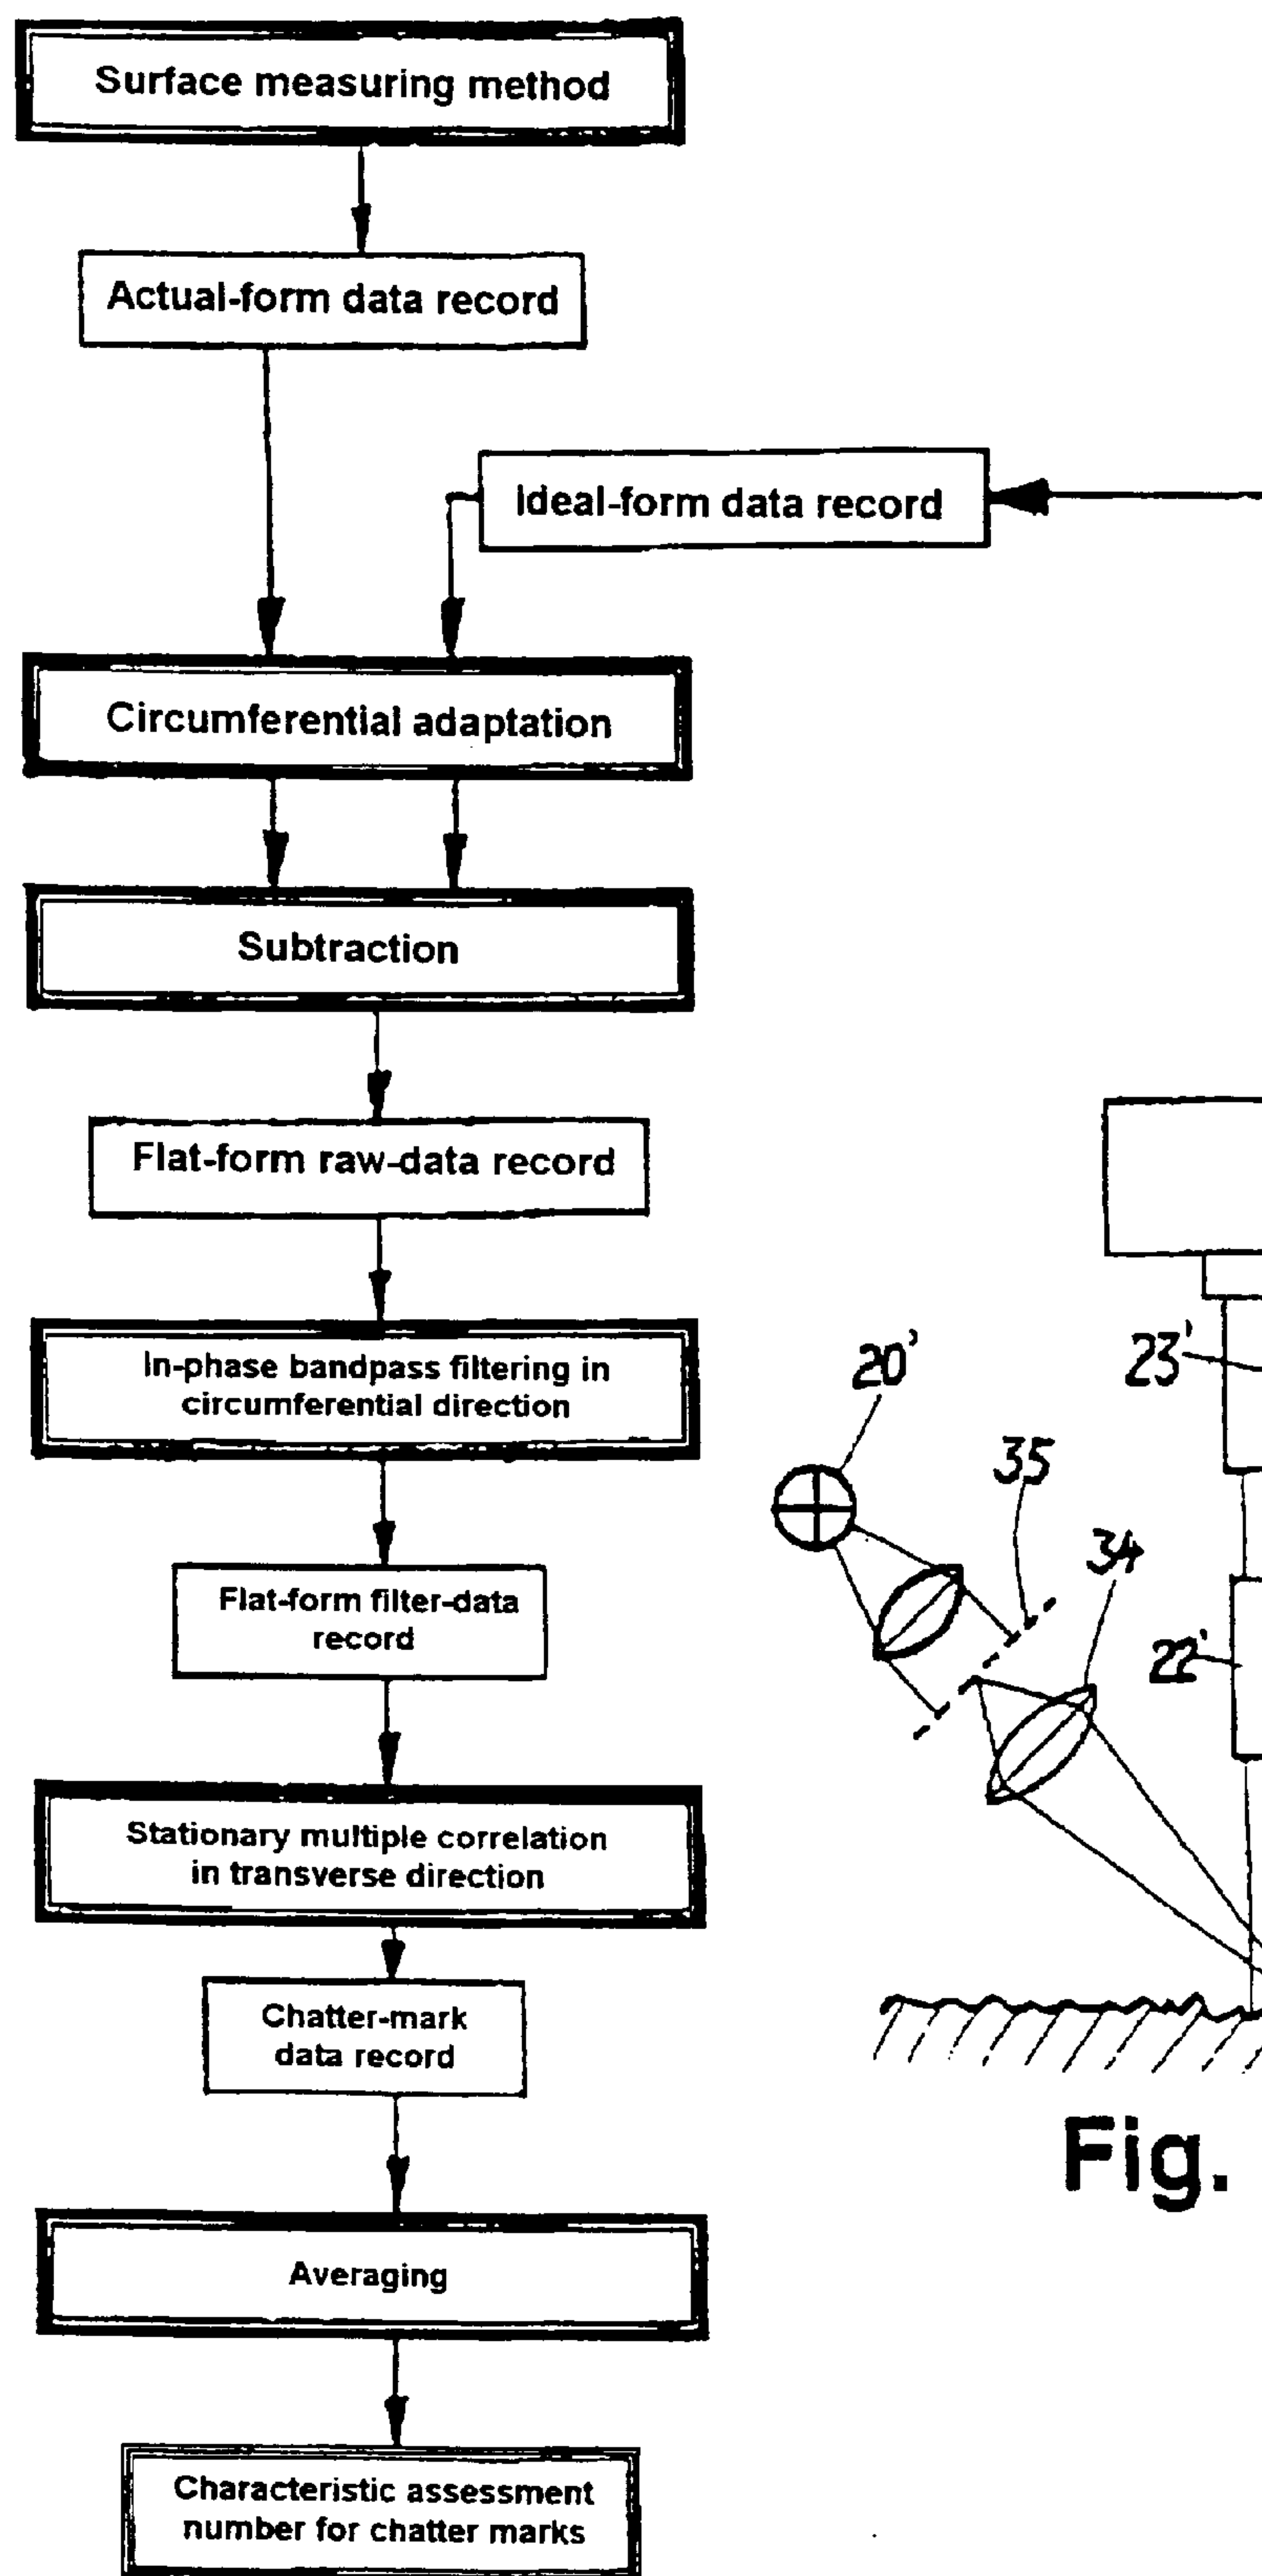 Surface measuring method
Actual-form data record
Ideal-form data record
Circumferential adaptation
Subtraction
Flat-form raw-data record
In-phase bandpass filtering in
circumferential direction
Flat-form filter-data
record
Stationary multiple correlation
in transverse direction
Chatter-mark
data record
Averaging
Characteristic assessment
number for chatter marks
20'
23'
35
34
22'
Fig.